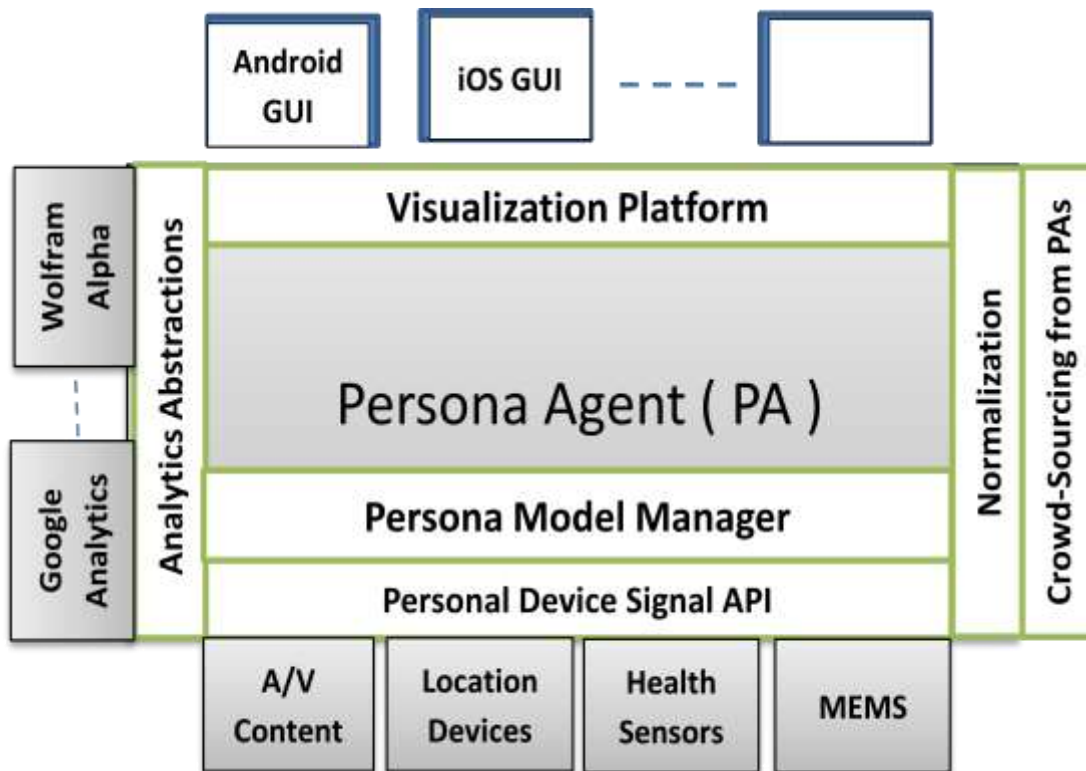 Android
GUI
iOS GUI
Wolfram
Alpha
Google
Analytics
Analytics Abstractions
Visualization Platform
Persona Agent ( PA )
Persona Model Manager
Personal Device Signal API
Normalization
Crowd-Sourcing from PAs
A/V
Content
Location
Devices
Health
Sensors
MEMS